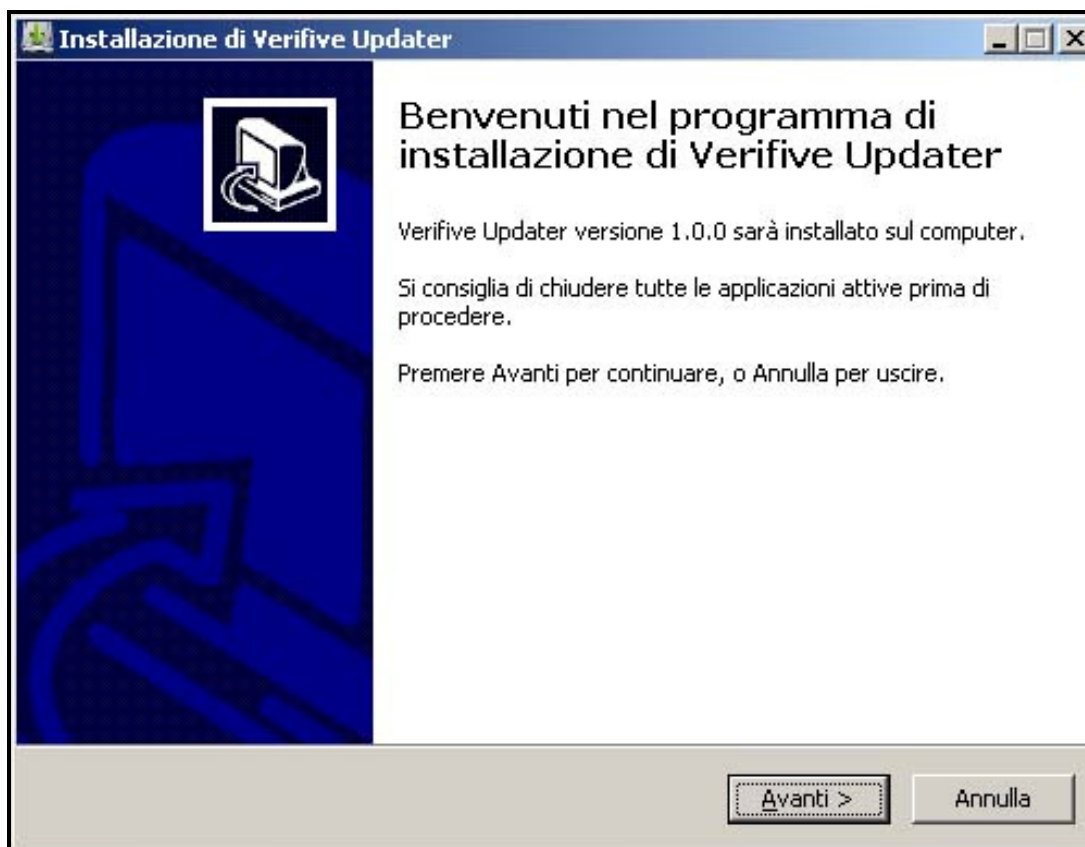 Installazione di Verifive Updater
Benvenuti nel programma di
installazione di Verifive Updater
Verifive Updater versione 1.0.0 sarà installato sul computer.
Si consiglia di chiudere tutte le applicazioni attive prima di
procedere.
Premere Avanti per continuare, o Annulla per uscire.
Avanti >
Annulla